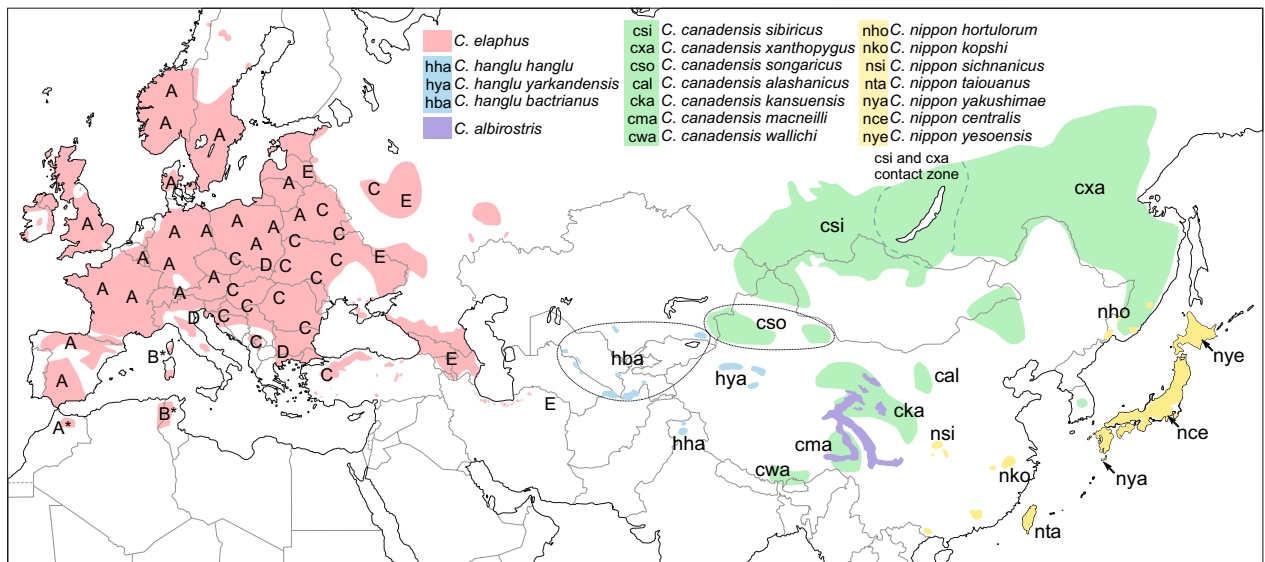 C. elaphus
hha C. hanglu hanglu
hya C. hanglu yarkandensis
hba C. hanglu bactrianus
C. albirostris
csi C. canadensis sibiricus
cxa C. canadensis xanthopygus
cso C. canadensis songaricus
cal C. canadensis alashanicus
cka C. canadensis kansuensis
cma C. canadensis macneilli
cwa C. canadensis wallichi
nho C. nippon hortulorum
nko C. nippon kopshi
nsi C. nippon sichnanicus
nta C. nippon taiouanus
nya C. nippon yakushimae
nce C. nippon centralis
nye C. nippon yesoensis
csi and cxa
contact zone
A
A
A
E
A
A
C
E
cxa
A
A
C
A
A
A
A
csi
A
C
C
A
E
A
C
D
C
C
A
C
A
A
A
C
C
C
nho
D
C
C
cso
A
B*
C
D
E
hba
nye
A
C
hya
cal
E
B*
A*
cka
nce
hha
cma
nsi
cwa
nko
nya
nta